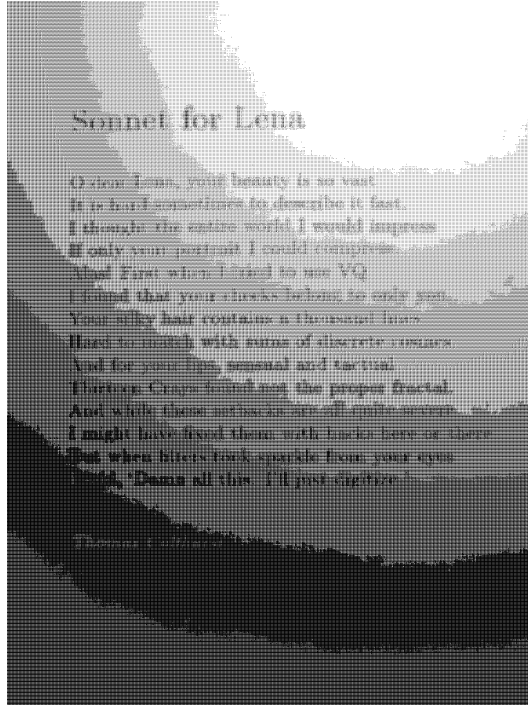 Sonnet for Lena
O dear Lena, your beauty is so vast
It is hard sometimes to describe it fast.
I thought the entire world I would impress
If only your portrait I could compress.
Alas! First when I tried to use VQ
I found that your cheeks belong to only you.
Your silky hair contains a thousand lines
Hard to match with sums of discrete cosines.
And for your lips, sensual and tactual
Thirteen Crays found not the proper fractal.
And while these setbacks are all quite severe
I might have fixed them with hacks here or there
But when filters took sparkle from your eyes
I said, 'Damn all this. I'll just digitize.'
Thomas